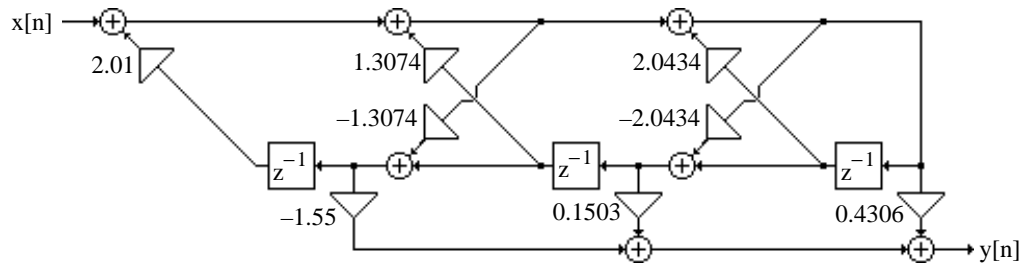 x[n]
2.01
1.3074
2.0434
–1.3074
–2.0434
z⁻¹
z⁻¹
z⁻¹
–1.55
0.1503
0.4306
y[n]